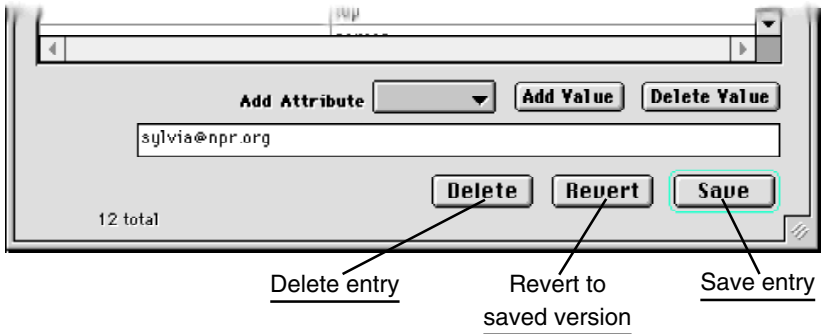 Add Attribute Add Value Delete Value
sylvia@npr.org
Delete Revert Save
12 total
Delete entry Revert to saved version Save entry